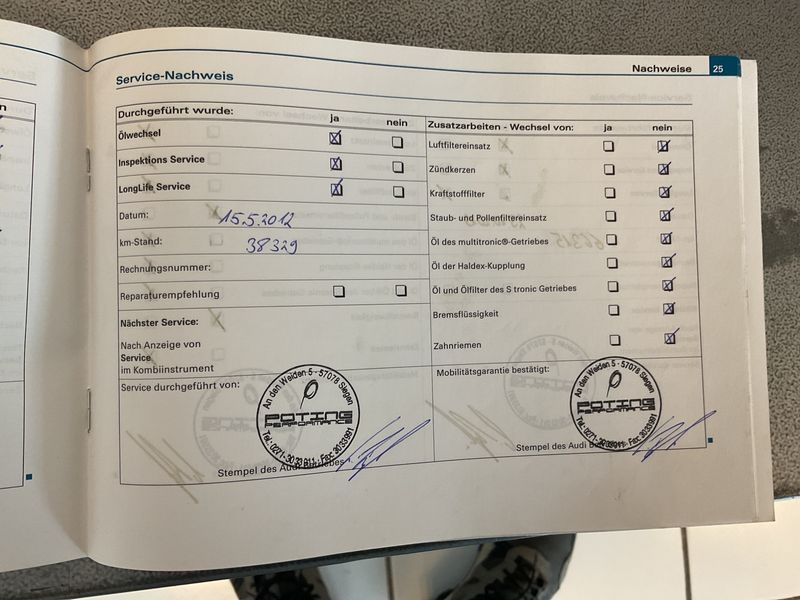 Nachweise 25
Service-Nachweis
Durchgeführt wurde: ja nein
Ölwechsel
Inspektions Service
LongLife Service
Datum: 15.5.2012
km-Stand: 38329
Rechnungsnummer:
Reparaturempfehlung
Nächster Service:
Nach Anzeige von
Service
im Kombiinstrument
Service durchgeführt von:
An den Weiden 5 - 57078 Siegen
POTING
PERFORMANCE
Stempel des Audi
Zusatzarbeiten - Wechsel von: ja nein
Luftfiltereinsatz
Zündkerzen
Kraftstofffilter
Staub- und Pollenfiltereinsatz
Öl des multitronic®-Getriebes
Öl der Haldex-Kupplung
Öl und Ölfilter des S tronic Getriebes
Bremsflüssigkeit
Zahnriemen
Mobilitätsgarantie bestätigt:
An den Weiden 5 - 57078 Siegen
POTING
PERFORMANCE
Stempel des Audi